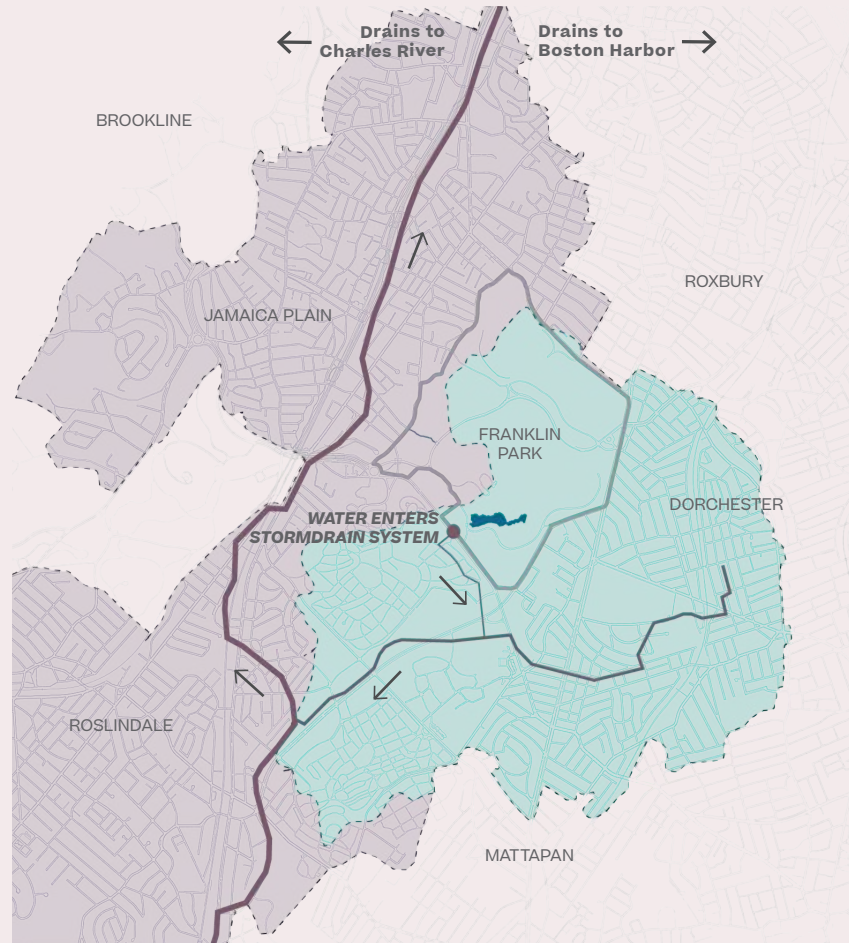 Drains to
Charles River
Drains to
Boston Harbor
BROOKLINE
ROXBURY
JAMAICA PLAIN
FRANKLIN
PARK
DORCHESTER
WATER ENTERS
STORMDRAIN SYSTEM
ROSLINDALE
MATTAPAN